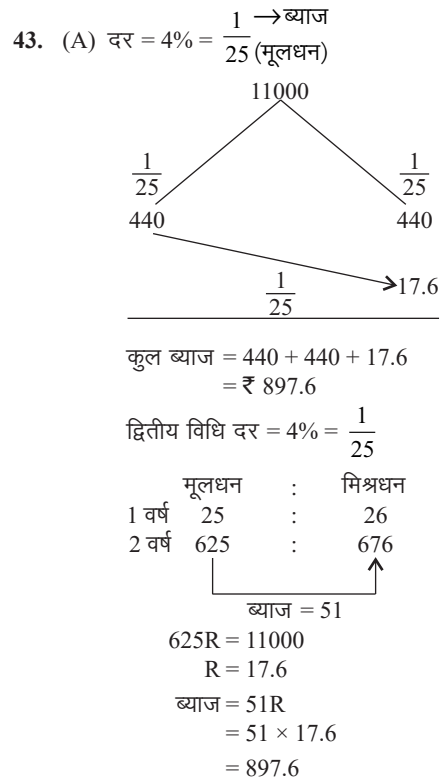 43. (A) दर = 4% = 1/25 →ब्याज (मूलधन)
11000
1/25 1/25
440 440
1/25 17.6
कुल ब्याज = 440 + 440 + 17.6
= ₹ 897.6
द्वितीय विधि दर = 4% = 1/25
मूलधन : मिश्रधन
1 वर्ष 25 : 26
2 वर्ष 625 : 676
ब्याज = 51
625R = 11000
R = 17.6
ब्याज = 51R
= 51 × 17.6
= 897.6